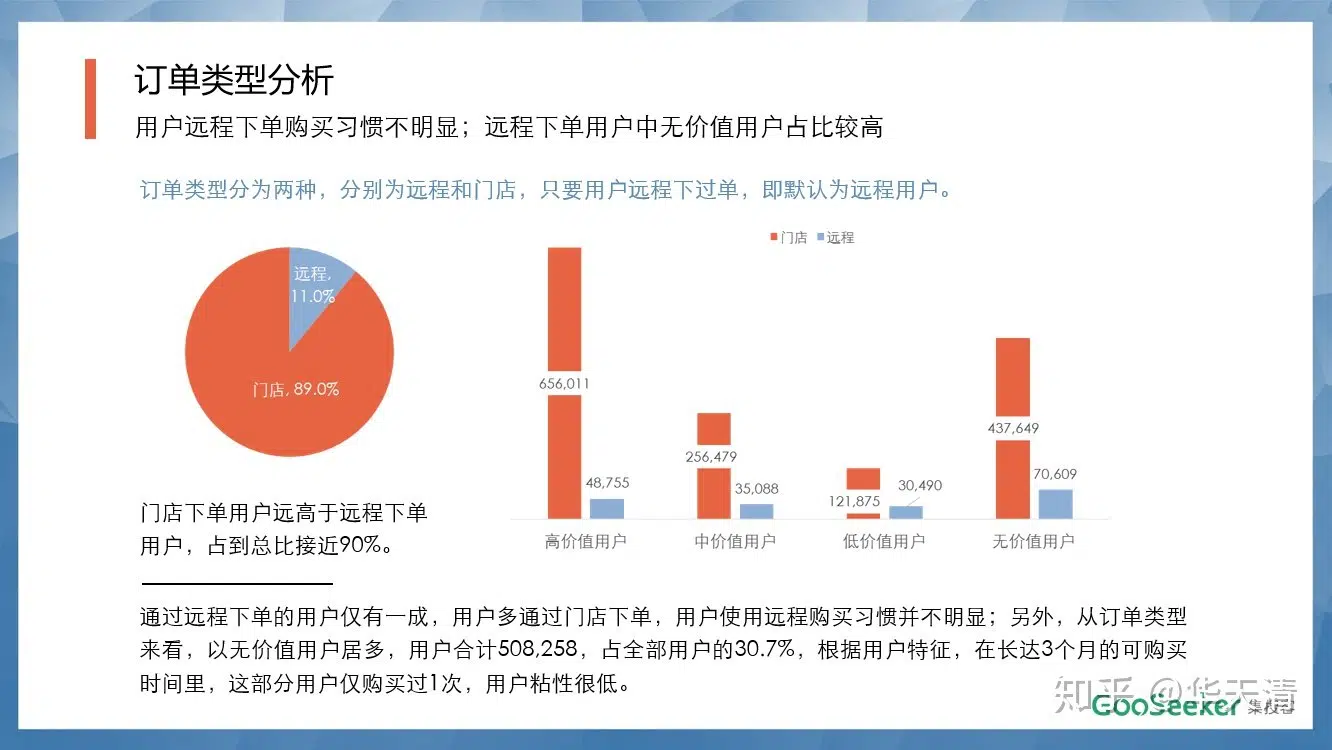 订单类型分析
用户远程下单购买习惯不明显；远程下单用户中无价值用户占比较高
订单类型分为两种，分别为远程和门店，只要用户远程下过单，即默认为远程用户。
门店 远程
远程,
11.0%
门店, 89.0%
656,011
48,755
256,479
35,088
121,875
30,490
437,649
70,609
高价值用户 中价值用户 低价值用户 无价值用户
门店下单用户远高于远程下单
用户，占到总比接近90%。
通过远程下单的用户仅有一成，用户多通过门店下单，用户使用远程购买习惯并不明显；另外，从订单类型
来看，以无价值用户居多，用户合计508,258，占全部用户的30.7%，根据用户特征，在长达3个月的可购买
时间里，这部分用户仅购买过1次，用户粘性很低。
知乎 @华天清
GooSeeker 集搜客